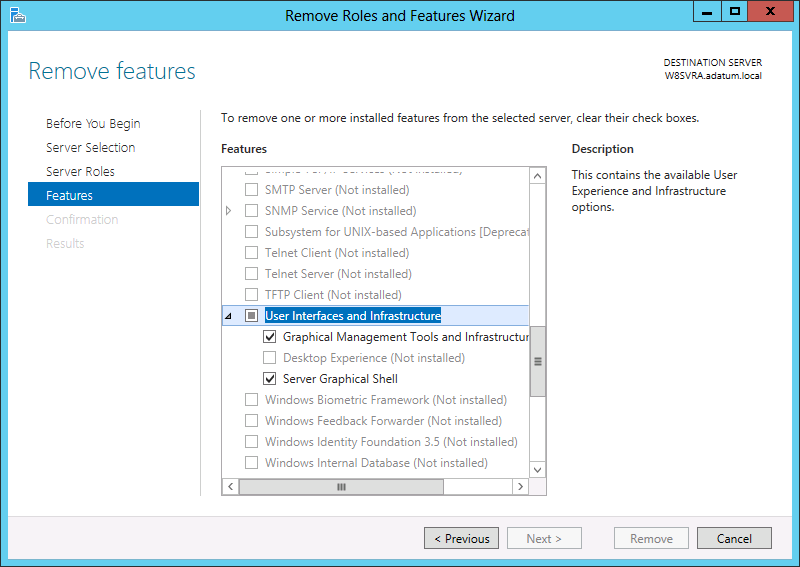 Remove Roles and Features Wizard
Remove features
DESTINATION SERVER
W8SVRA.adatum.local
Before You Begin
Server Selection
Server Roles
Features
Confirmation
Results
To remove one or more installed features from the selected server, clear their check boxes.
Features
SMTP Server (Not installed)
SNMP Service (Not installed)
Subsystem for UNIX-based Applications [Deprecat
Telnet Client (Not installed)
Telnet Server (Not installed)
TFTP Client (Not installed)
User Interfaces and Infrastructure
Graphical Management Tools and Infrastructur
Desktop Experience (Not installed)
Server Graphical Shell
Windows Biometric Framework (Not installed)
Windows Feedback Forwarder (Not installed)
Windows Identity Foundation 3.5 (Not installed)
Windows Internal Database (Not installed)
Description
This contains the available User
Experience and Infrastructure
options.
< Previous
Next >
Remove
Cancel